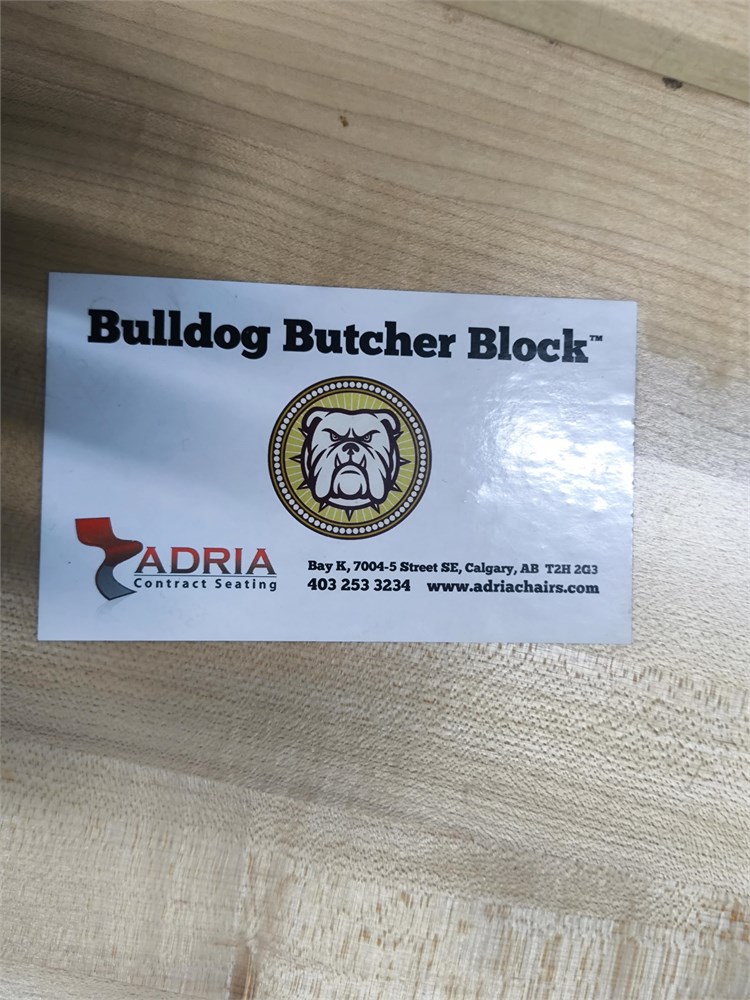 Bulldog Butcher Block™
ADRIA
Contract Seating
Bay K, 7004-5 Street SE, Calgary, AB T2H 2G3
403 253 3234 www.adriachairs.com